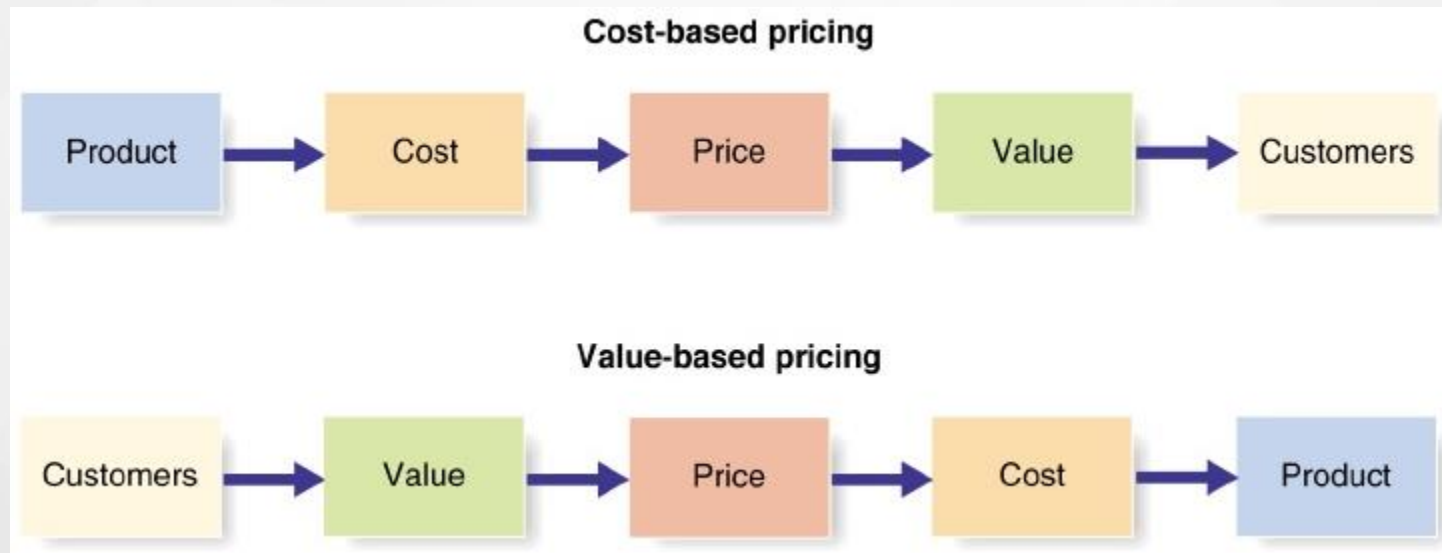 Cost-based pricing
Product Cost Price Value Customers
Value-based pricing
Customers Value Price Cost Product